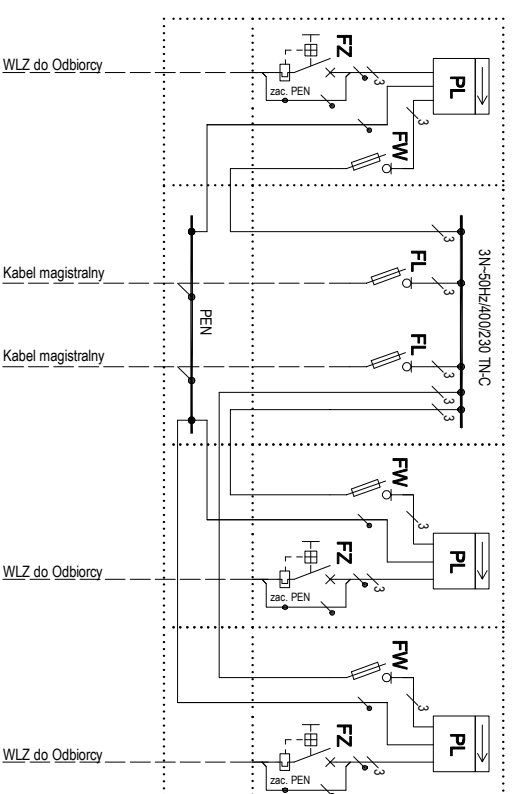 WLZ do Odbiorcy
FZ
3
zac. PEN
PL
3
FW
3
3N~50Hz/400/230 TN-C
Kabel magistralny
FL
3
PEN
Kabel magistralny
FL
3
3
3
FW
3
PL
WLZ do Odbiorcy
FZ
3
zac. PEN
FW
3
PL
WLZ do Odbiorcy
FZ
3
zac. PEN